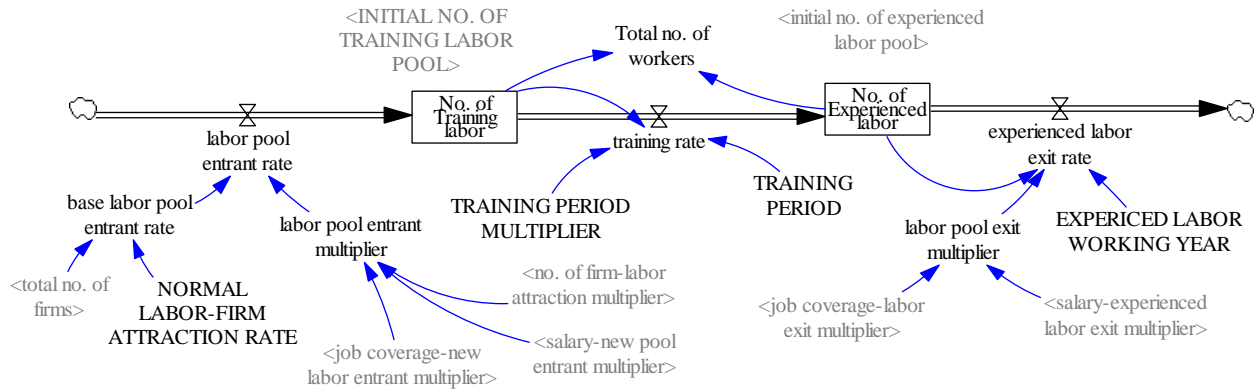 <INITIAL NO. OF
TRAINING LABOR
POOL>
Total no. of
workers
<initial no. of experienced
labor pool>
No. of
Training
labor
No. of
Experienced
labor
labor pool
entrant rate
training rate
experienced labor
exit rate
base labor pool
entrant rate
labor pool entrant
multiplier
TRAINING PERIOD
MULTIPLIER
TRAINING
PERIOD
labor pool exit
multiplier
EXPERICED LABOR
WORKING YEAR
<total no. of
firms>
NORMAL
LABOR-FIRM
ATTRACTION RATE
<no. of firm-labor
attraction multiplier>
<job coverage-new
labor entrant multiplier>
<salary-new pool
entrant multiplier>
<job coverage-labor
exit multiplier>
<salary-experienced
labor exit multiplier>